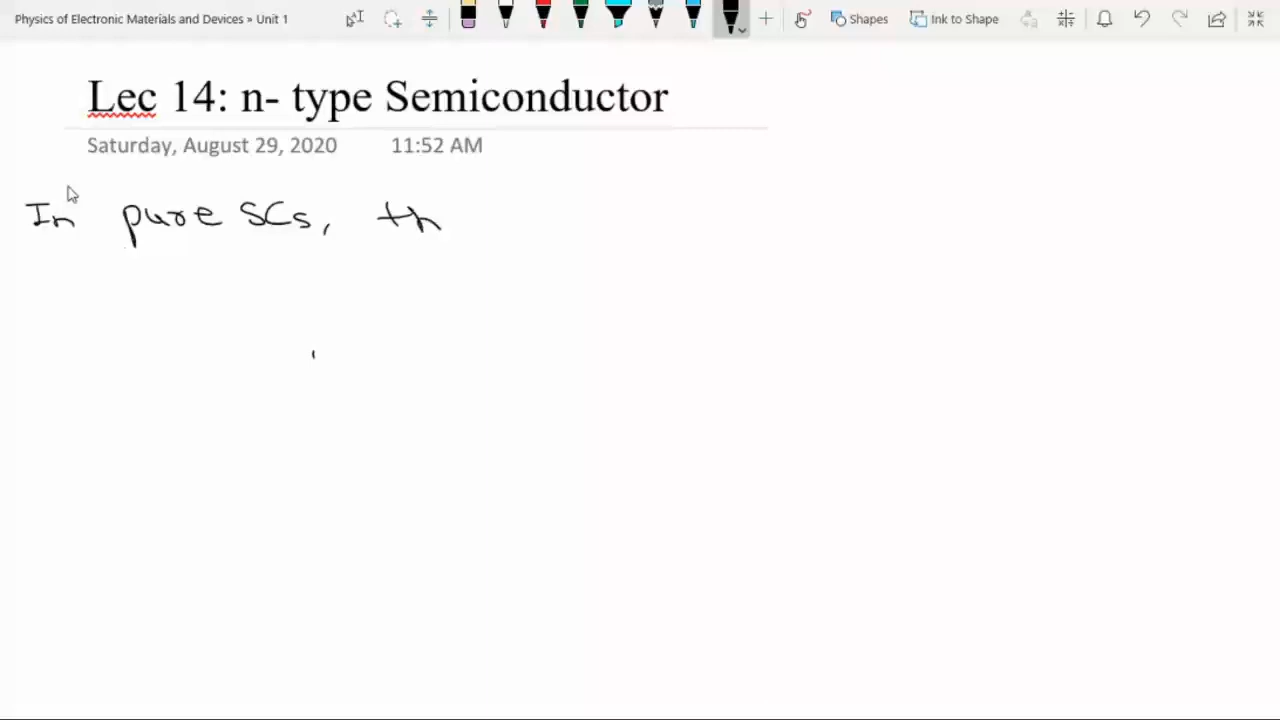 Physics of Electronic Materials and Devices » Unit 1
Shapes
Ink to Shape
Lec 14: n- type Semiconductor
Saturday, August 29, 2020 11:52 AM
In pure SCs, th